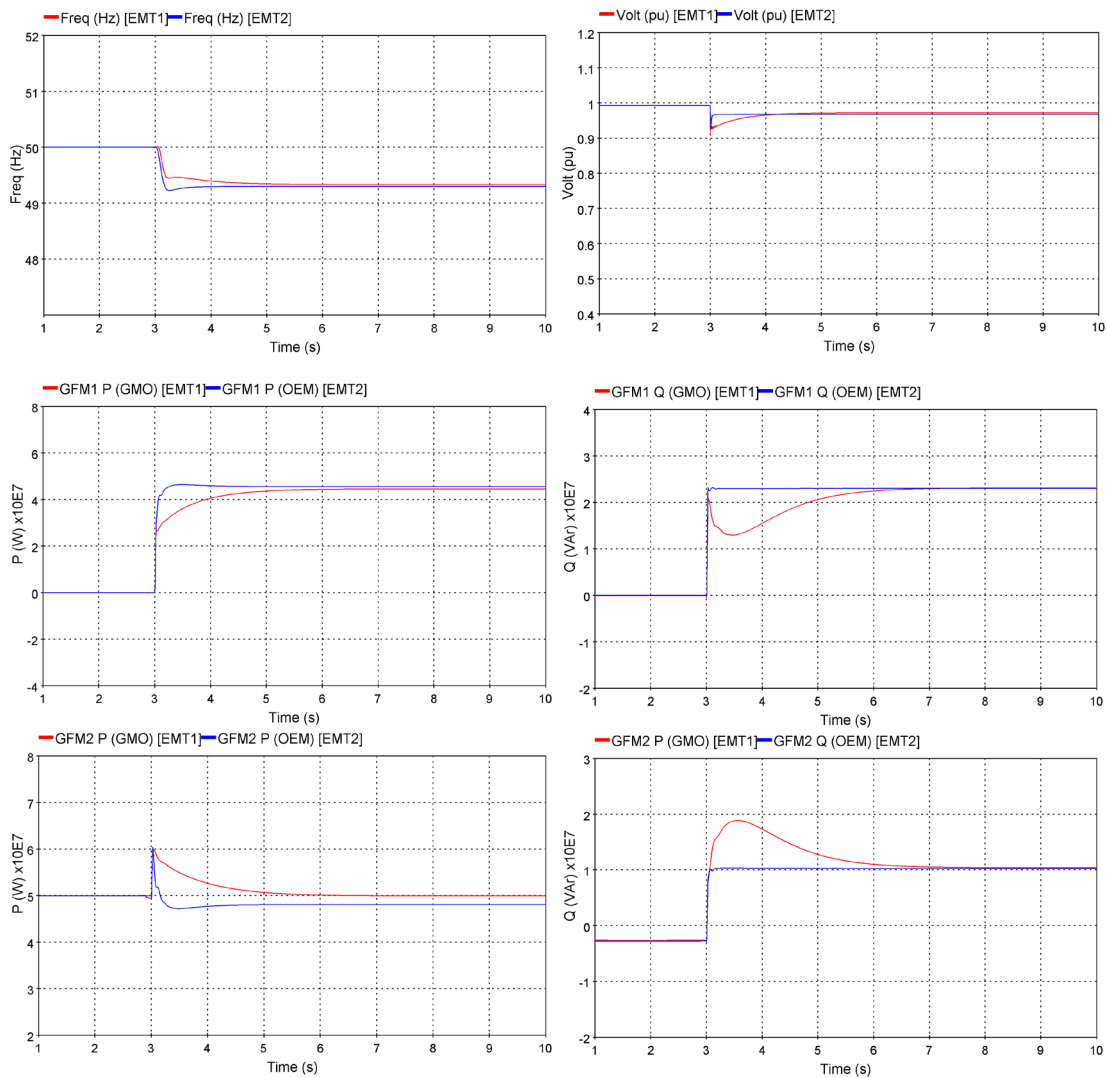 Freq (Hz) [EMT1] Freq (Hz) [EMT2]
52
51
50
49
48
Freq (Hz)
1 2 3 4 5 6 7 8 9 10
Time (s)
Volt (pu) [EMT1] Volt (pu) [EMT2]
1.2
1.1
1
0.9
0.8
0.7
0.6
0.5
0.4
Volt (pu)
1 2 3 4 5 6 7 8 9 10
Time (s)
GFM1 P (GMO) [EMT1] GFM1 P (OEM) [EMT2]
8
6
4
2
0
-2
-4
P (W) x10E7
1 2 3 4 5 6 7 8 9 10
Time (s)
GFM1 Q (GMO) [EMT1] GFM1 Q (OEM) [EMT2]
4
3
2
1
0
-1
-2
Q (VAr) x10E7
1 2 3 4 5 6 7 8 9 10
Time (s)
GFM2 P (GMO) [EMT1] GFM2 P (OEM) [EMT2]
8
7
6
5
4
3
2
P (W) x10E7
1 2 3 4 5 6 7 8 9 10
Time (s)
GFM2 P (GMO) [EMT1] GFM2 Q (OEM) [EMT2]
3
2
1
0
-1
-2
Q (VAr) x10E7
1 2 3 4 5 6 7 8 9 10
Time (s)